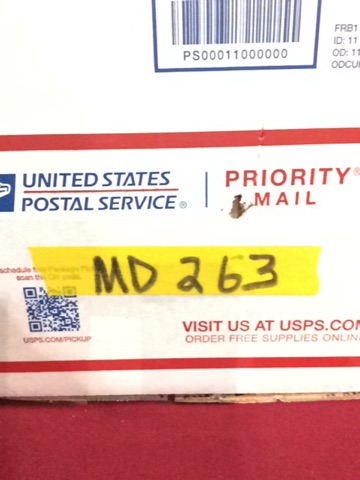 PS00011000000
FRB1
ID: 11
OD: 11
UNITED STATES
POSTAL SERVICE®
PRIORITY®
MAIL
MD 263
USPS.COM/PICKUP
VISIT US AT USPS.COM
ORDER FREE SUPPLIES ONLINE